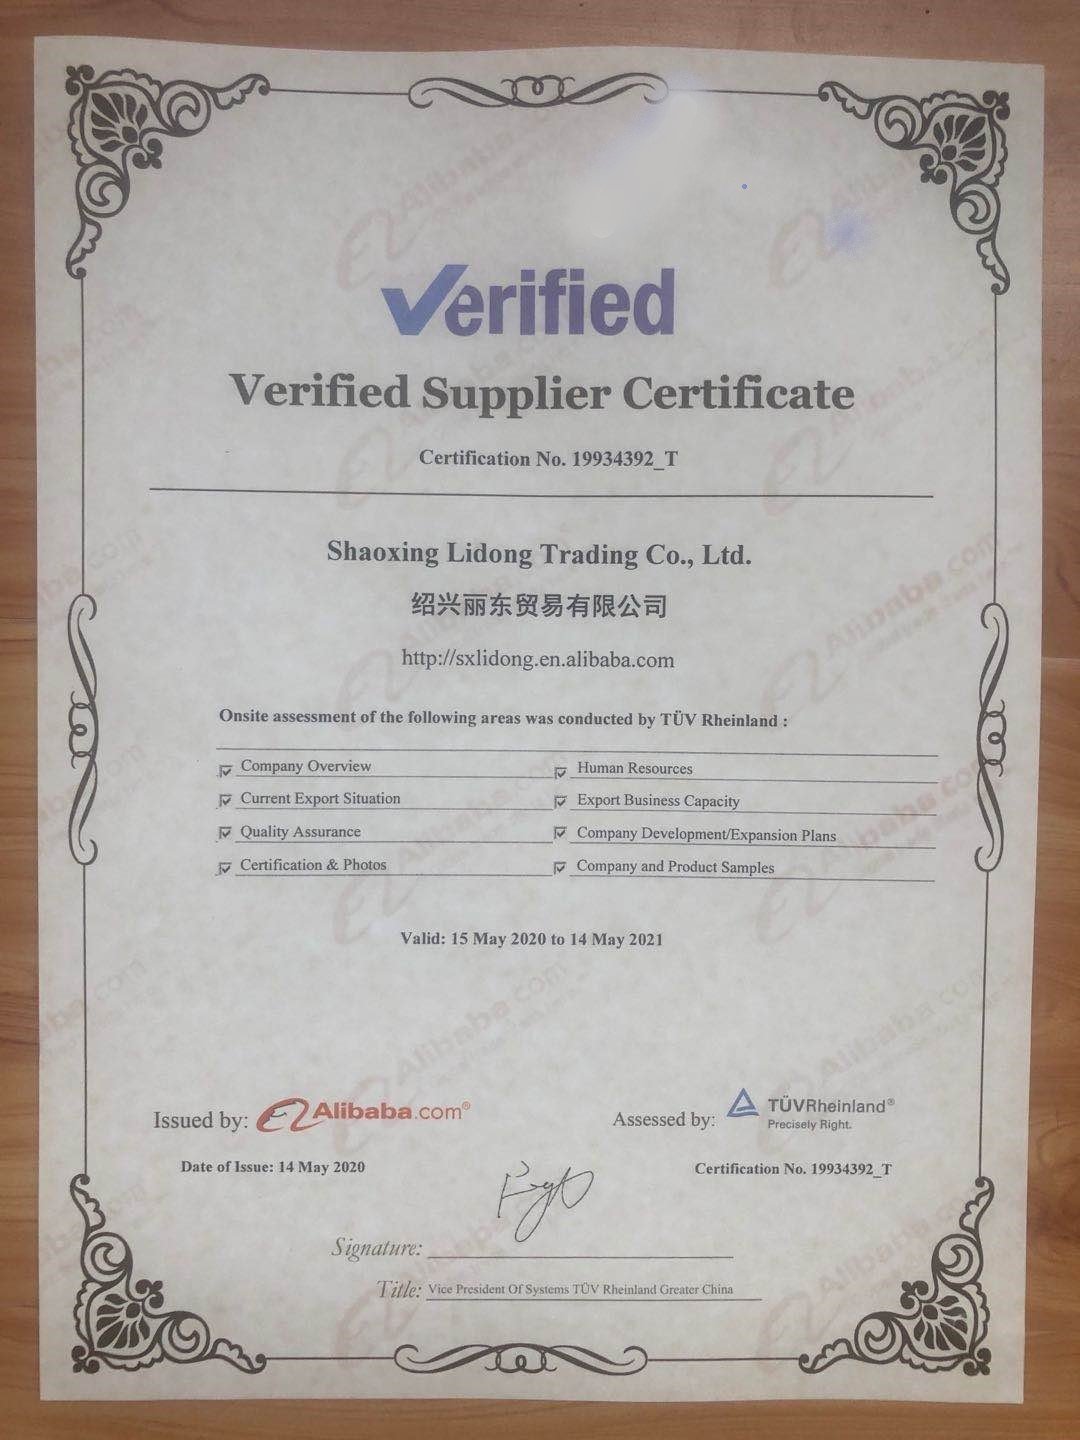 Verified
Verified Supplier Certificate
Certification No. 19934392_T
Shaoxing Lidong Trading Co., Ltd.
绍兴丽东贸易有限公司
http://sxlidong.en.alibaba.com
Onsite assessment of the following areas was conducted by TÜV Rheinland :
Company Overview
Human Resources
Current Export Situation
Export Business Capacity
Quality Assurance
Company Development/Expansion Plans
Certification & Photos
Company and Product Samples
Valid: 15 May 2020 to 14 May 2021
Issued by: Alibaba.com®
Assessed by: TÜVRheinland®
Precisely Right.
Date of Issue: 14 May 2020
Certification No. 19934392_T
Signature:
Title: Vice President Of Systems TÜV Rheinland Greater China